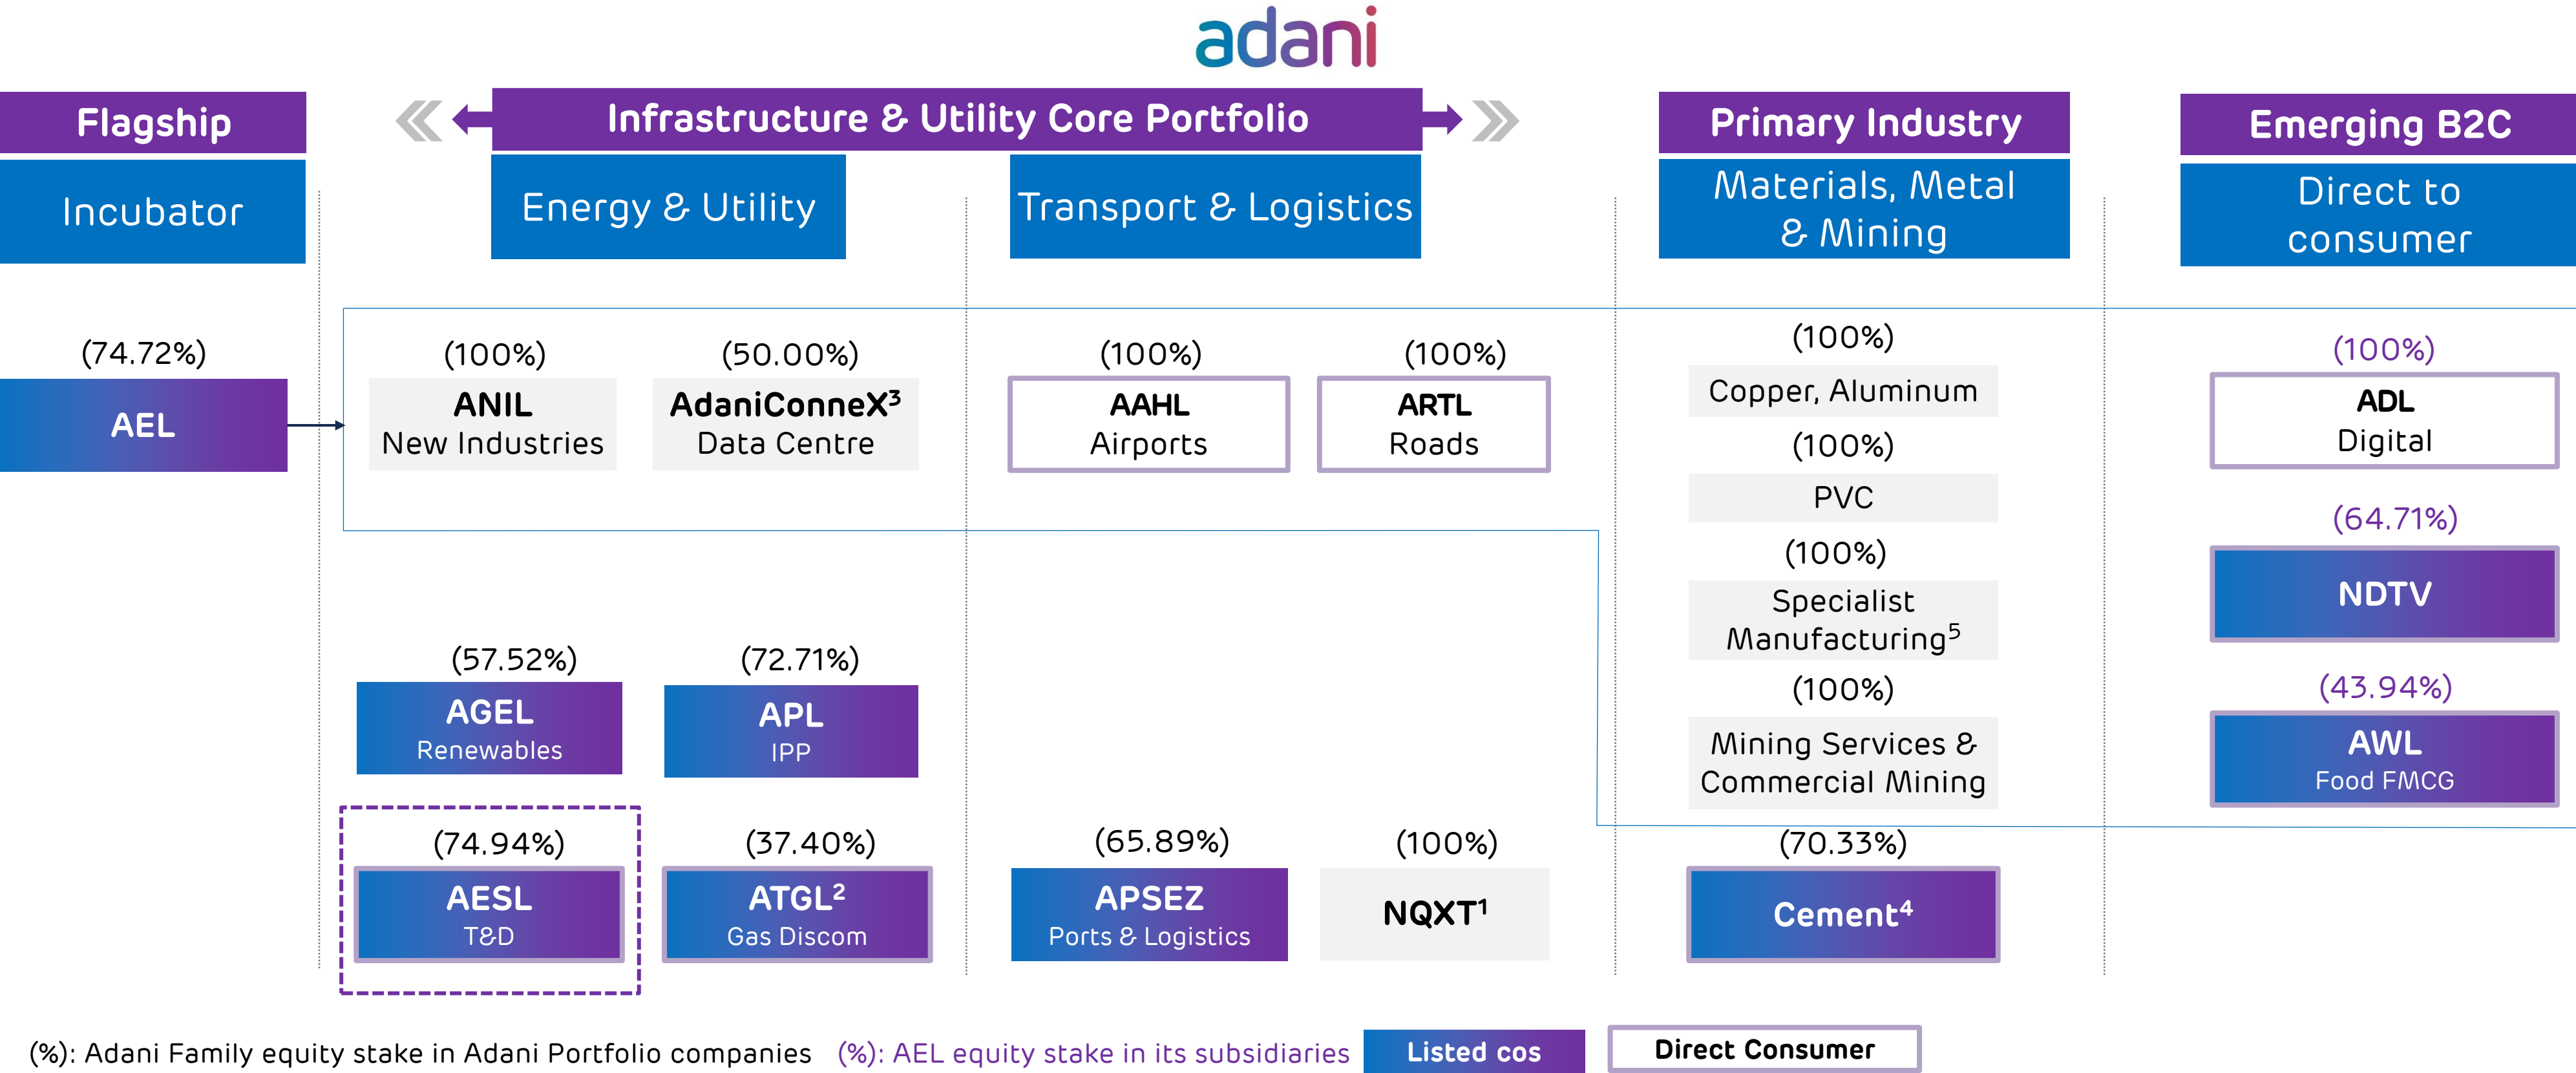 adani
Flagship
Infrastructure & Utility Core Portfolio
Primary Industry
Emerging B2C
Incubator
Energy & Utility
Transport & Logistics
Materials, Metal
& Mining
Direct to
consumer
(74.72%)
AEL
(100%)
ANIL
New Industries
(50.00%)
AdaniConneX³
Data Centre
(100%)
AAHL
Airports
(100%)
ARTL
Roads
(100%)
Copper, Aluminum
(100%)
PVC
(100%)
Specialist
Manufacturing⁵
(100%)
Mining Services &
Commercial Mining
(100%)
ADL
Digital
(64.71%)
NDTV
(43.94%)
AWL
Food FMCG
(57.52%)
AGEL
Renewables
(72.71%)
APL
IPP
(74.94%)
AESL
T&D
(37.40%)
ATGL²
Gas Discom
(65.89%)
APSEZ
Ports & Logistics
(100%)
NQXT¹
(70.33%)
Cement⁴
(%): Adani Family equity stake in Adani Portfolio companies
(%): AEL equity stake in its subsidiaries
Listed cos
Direct Consumer